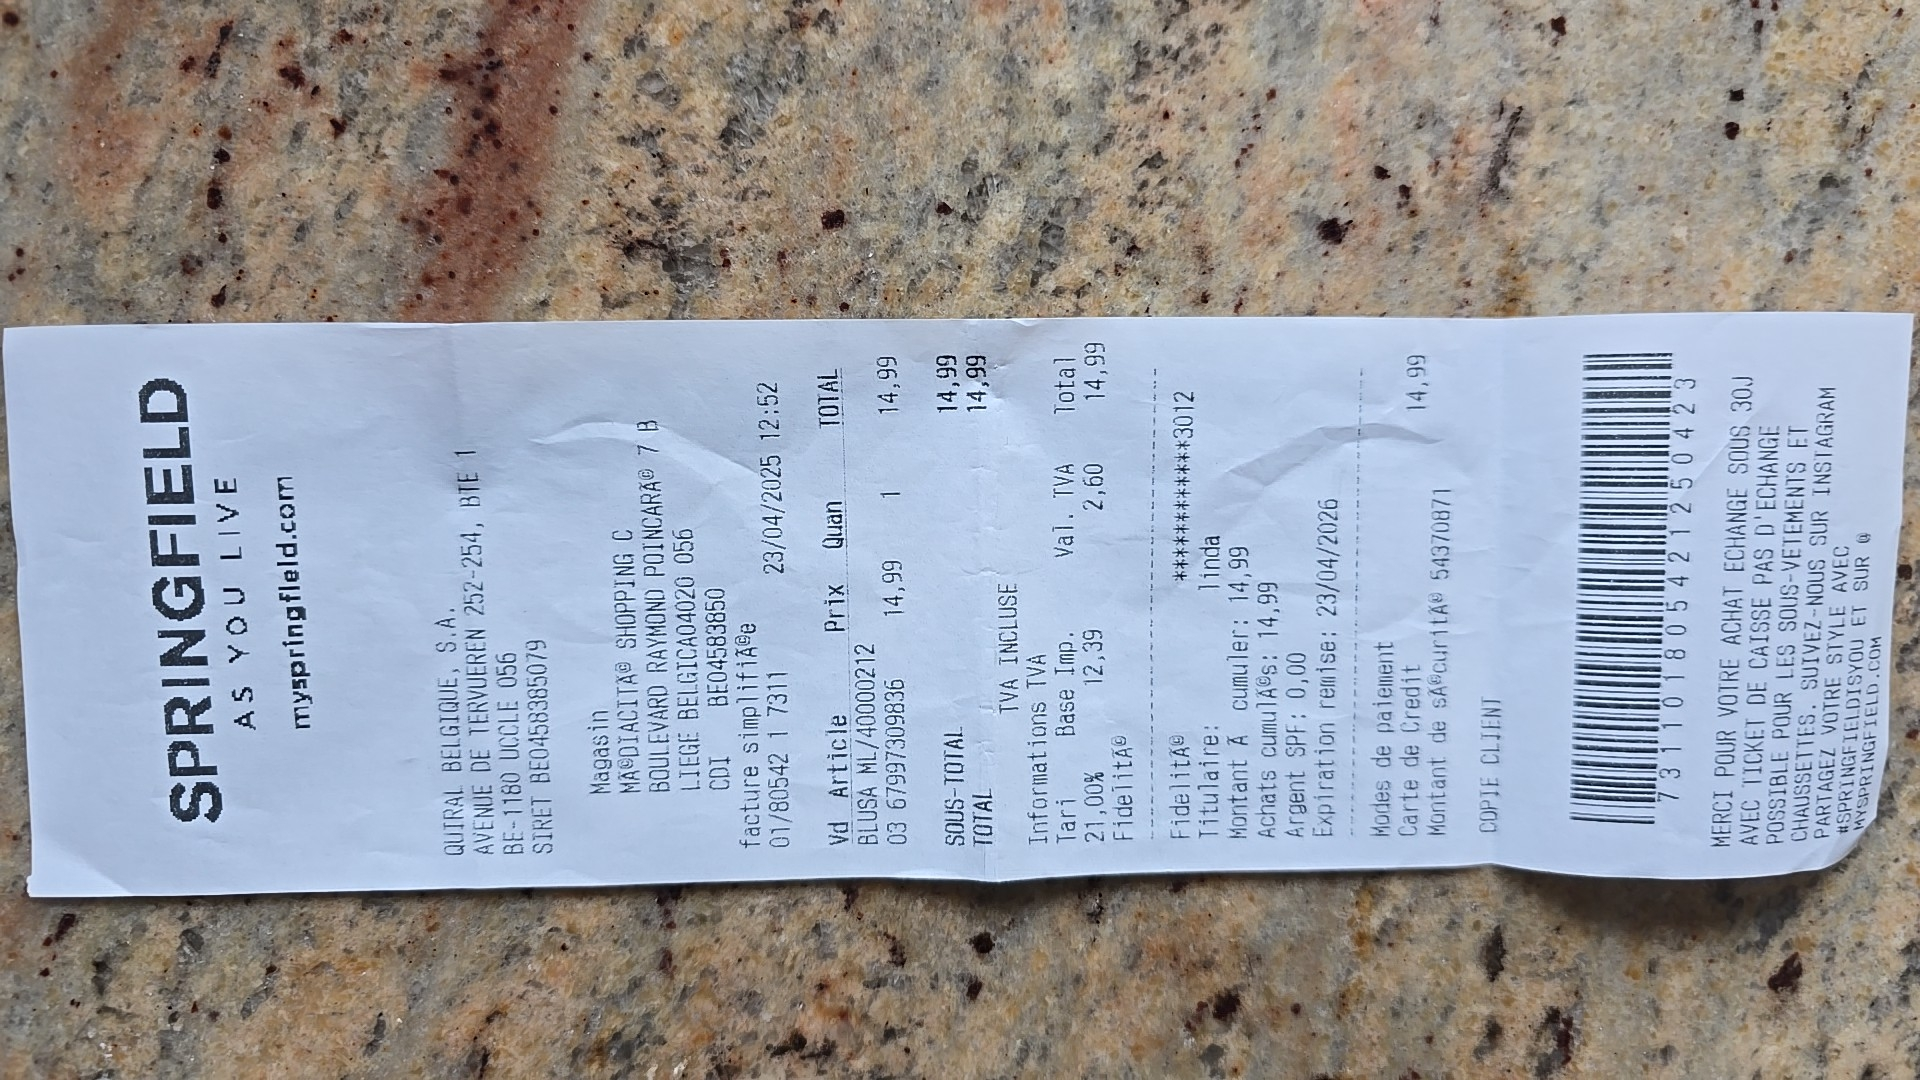 SPRINGFIELD
AS YOU LIVE
myspringfield.com
QUTRAL BELGIQUE, S.A.
AVENUE DE TERVUEREN 252-254, BTE 1
BE-1180 UCCLE 056
SIRET BE04583850​79
Magasin
MÃ©DIACITÃ© SHOPPING C
BOULEVARD RAYMOND POINCARÃ© 7 B
LIEGE BELGICA04020 056
CDI BE04583850
facture simplifiÃ©e
01/80542 1 7311 23/04/2025 12:52
Vd Article Prix Quan TOTAL
BLUSA ML/40000212
03 67997309836 14,99 1 14,99
SOUS-TOTAL 14,99
TOTAL 14,99
TVA INCLUSE
Informations TVA
Tari Base Imp. Val. TVA Total
21,00% 12,39 2,60 14,99
FidelitÃ©
FidelitÃ© ************3012
Titulaire: linda
Montant Ã cumuler: 14,99
Achats cumulÃ©s: 14,99
Argent SPF: 0,00
Expiration remise: 23/04/2026
Modes de paiement
Carte de Credit 14,99
Montant de sÃ©curitÃ© 54370871
COPIE CLIENT
7311018054212504​23
MERCI POUR VOTRE ACHAT ECHANGE SOUS 30J
AVEC TICKET DE CAISSE PAS D'ECHANGE
POSSIBLE POUR LES SOUS-VETEMENTS ET
CHAUSSETTES. SUIVEZ-NOUS SUR INSTAGRAM
PARTAGEZ VOTRE STYLE AVEC
#SPRINGFIELDISYOU ET SUR @
MYSPRINGFIELD.COM